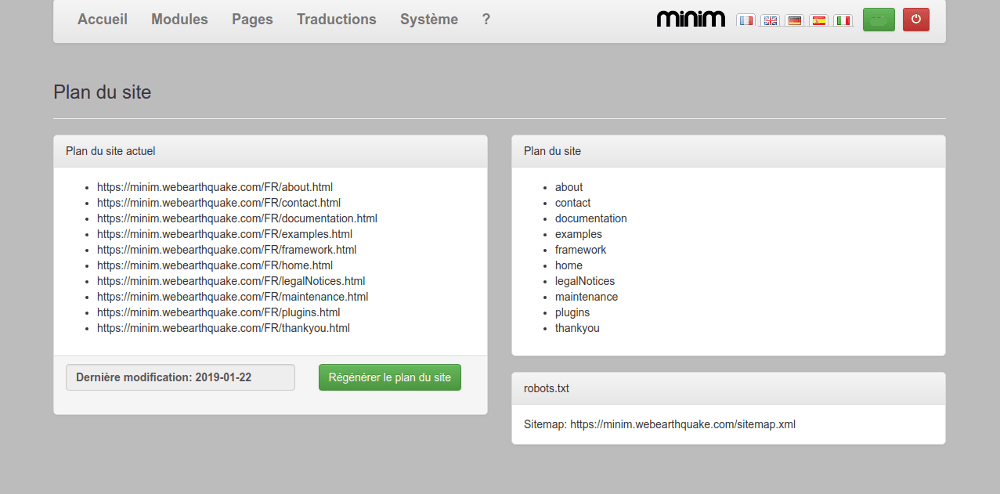 Accueil Modules Pages Traductions Système ? minim
Plan du site
Plan du site actuel
https://minim.webearthquake.com/FR/about.html
https://minim.webearthquake.com/FR/contact.html
https://minim.webearthquake.com/FR/documentation.html
https://minim.webearthquake.com/FR/examples.html
https://minim.webearthquake.com/FR/framework.html
https://minim.webearthquake.com/FR/home.html
https://minim.webearthquake.com/FR/legalNotices.html
https://minim.webearthquake.com/FR/maintenance.html
https://minim.webearthquake.com/FR/plugins.html
https://minim.webearthquake.com/FR/thankyou.html
Dernière modification: 2019-01-22
Régénérer le plan du site
Plan du site
about
contact
documentation
examples
framework
home
legalNotices
maintenance
plugins
thankyou
robots.txt
Sitemap: https://minim.webearthquake.com/sitemap.xml